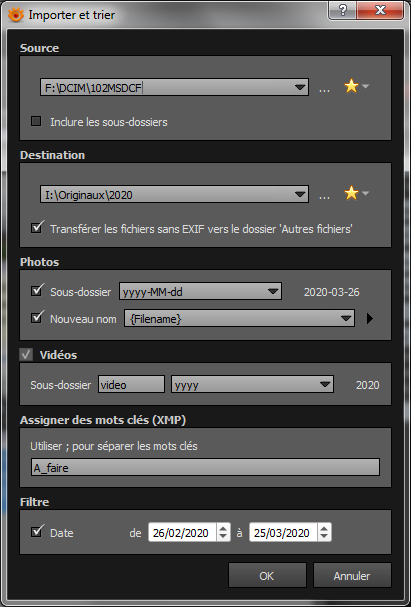 Importer et trier
Source
F:\DCIM\102MSDCF
...
Inclure les sous-dossiers
Destination
I:\Originaux\2020
...
Transférer les fichiers sans EXIF vers le dossier 'Autres fichiers'
Photos
Sous-dossier yyyy-MM-dd 2020-03-26
Nouveau nom {Filename}
Vidéos
Sous-dossier video yyyy 2020
Assigner des mots clés (XMP)
Utiliser ; pour séparer les mots clés
A_faire
Filtre
Date de 26/02/2020 à 25/03/2020
OK Annuler